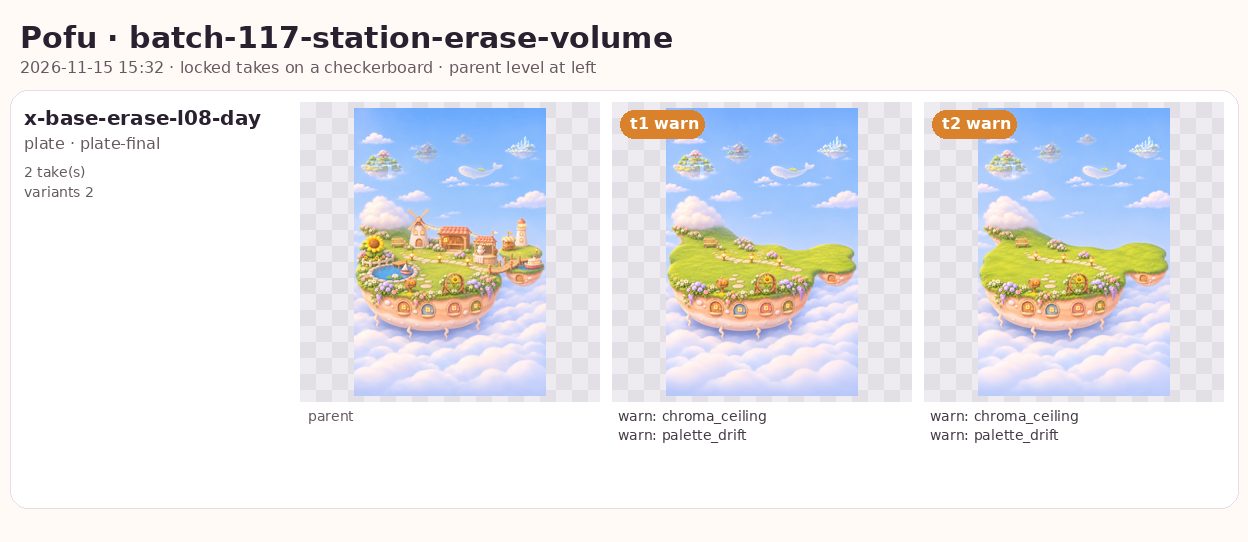 Pofu · batch-117-station-erase-volume
2026-11-15 15:32 · locked takes on a checkerboard · parent level at left
x-base-erase-l08-day
plate · plate-final
2 take(s)
variants 2
parent
t1 warn
warn: chroma_ceiling
warn: palette_drift
t2 warn
warn: chroma_ceiling
warn: palette_drift